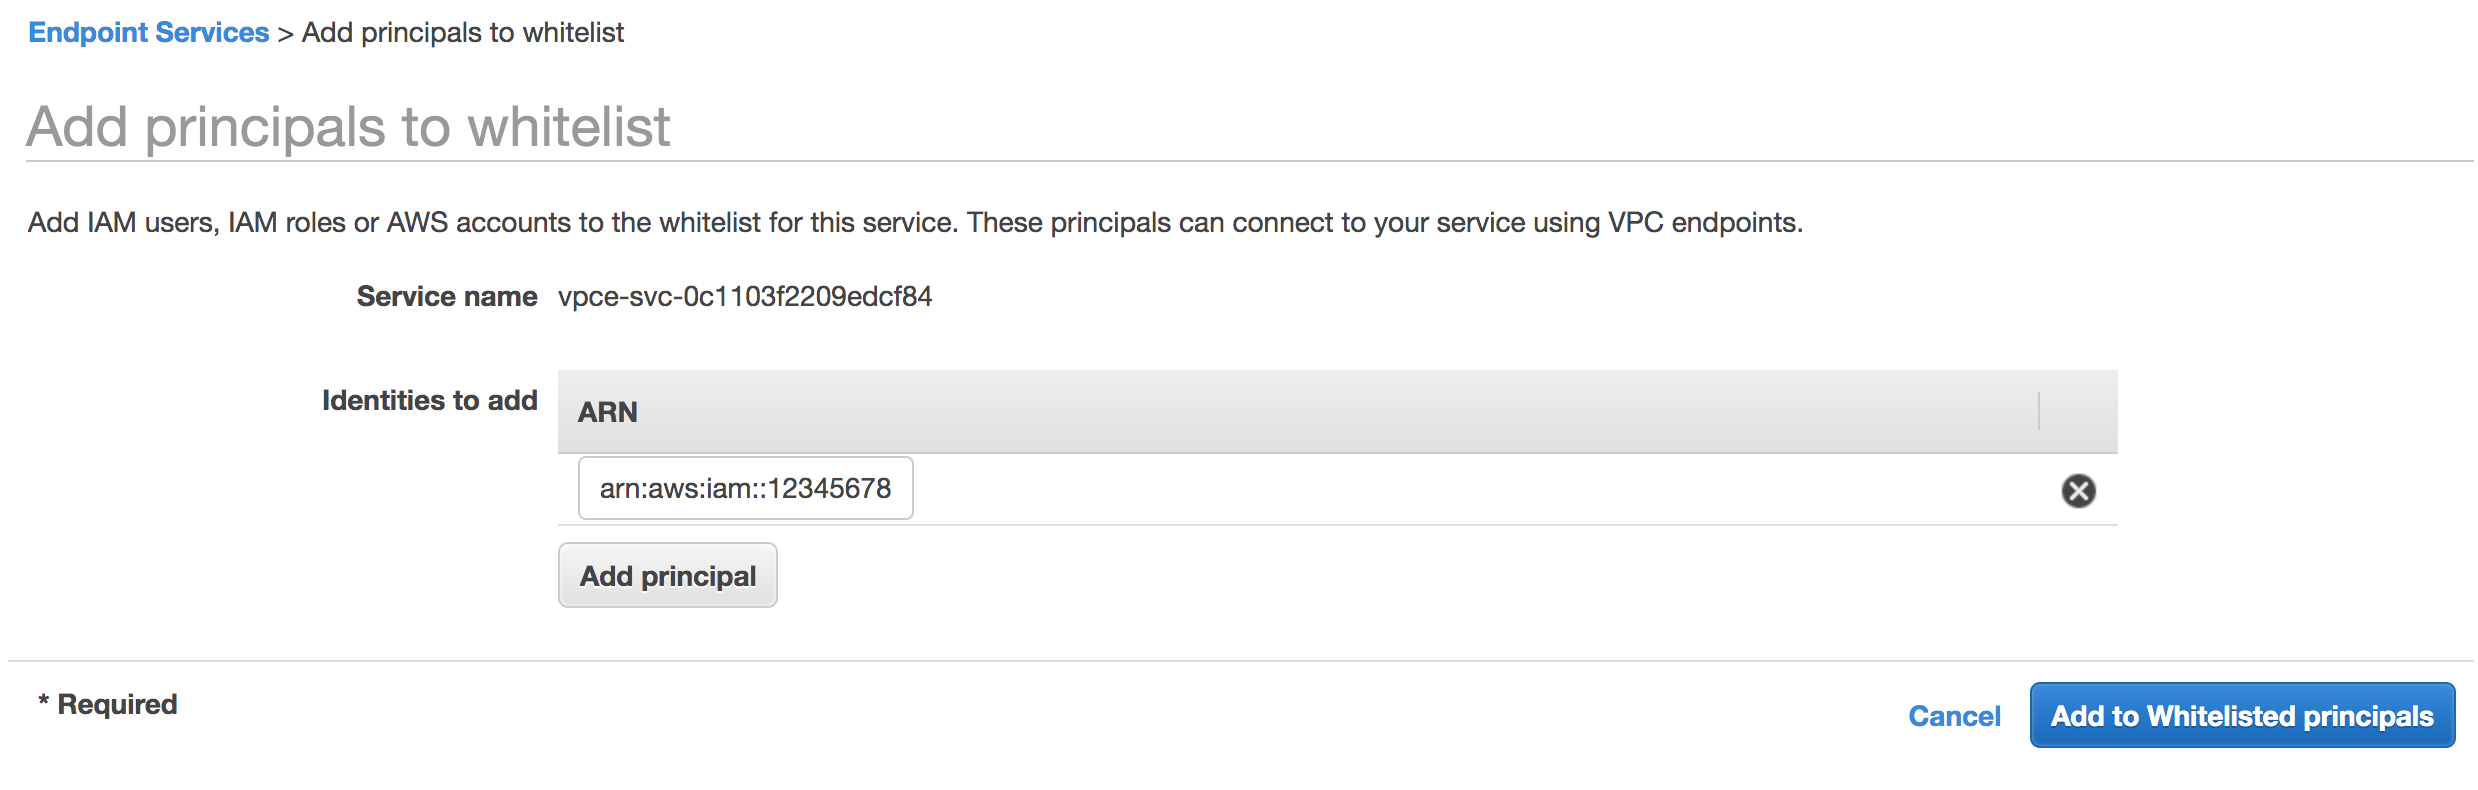 Endpoint Services > Add principals to whitelist
Add principals to whitelist
Add IAM users, IAM roles or AWS accounts to the whitelist for this service. These principals can connect to your service using VPC endpoints.
Service name vpce-svc-0c1103f2209edcf84
Identities to add
ARN
arn:aws:iam::12345678
Add principal
* Required
Cancel Add to Whitelisted principals